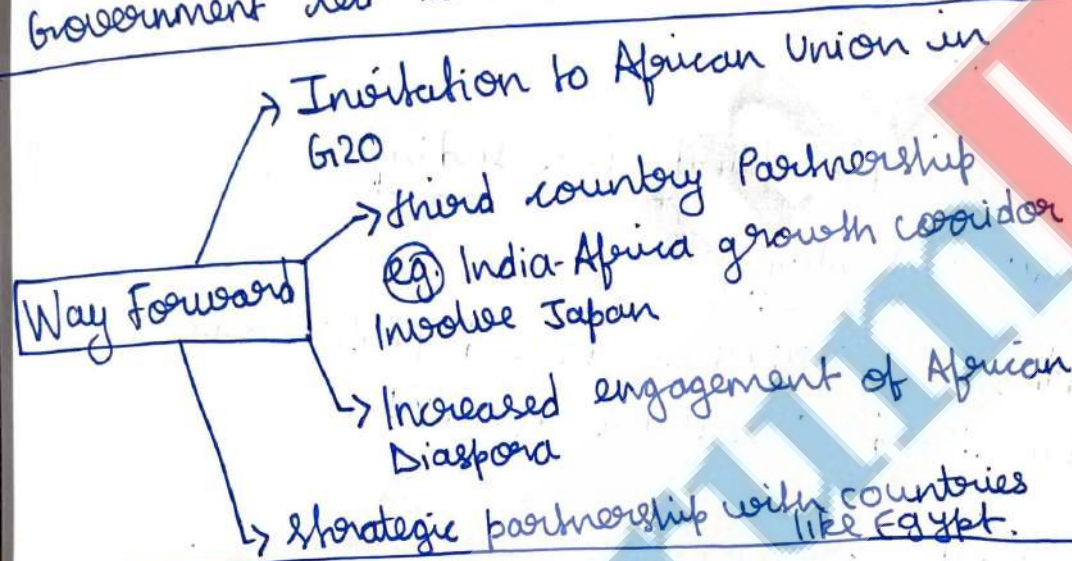 Government
Invitation to African Union in
G20
third country Partnership
eg. India-Africa growth corridor
Involve Japan
Way Forward
Increased engagement of African
Diaspora
strategic partnership with countries
like Egypt.